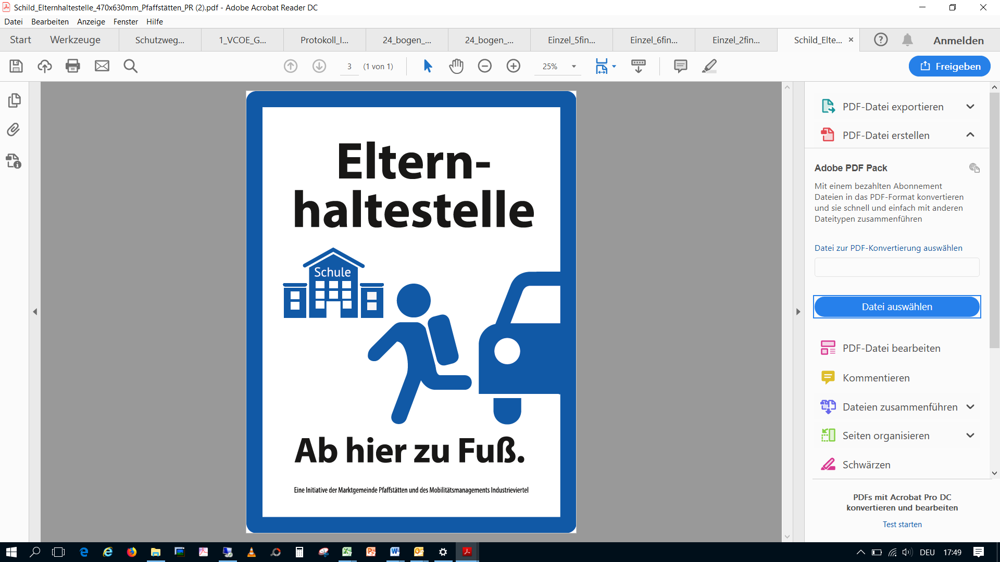 Schild_Elternhaltestelle_470x630mm_Pfaffstätten_PR (2).pdf - Adobe Acrobat Reader DC
Datei Bearbeiten Anzeige Fenster Hilfe
Start Werkzeuge Schutzweg... 1_VCOE_G... Protokoll_I... 24_bogen_... 24_bogen_... Einzel_5fin... Einzel_6fin... Einzel_2fin... Schild_Elte... Anmelden
3 (1 von 1) 25% Freigeben
Eltern-
haltestelle
Schule
Ab hier zu Fuß.
Eine Initiative der Marktgemeinde Pfaffstätten und des Mobilitätsmanagements Industrieviertel
PDF-Datei exportieren
PDF-Datei erstellen
Adobe PDF Pack
Mit einem bezahlten Abonnement
Dateien in das PDF-Format konvertieren
und sie schnell und einfach mit anderen
Dateitypen zusammenführen
Datei zur PDF-Konvertierung auswählen
Datei auswählen
PDF-Datei bearbeiten
Kommentieren
Dateien zusammenführen
Seiten organisieren
Schwärzen
PDFs mit Acrobat Pro DC
konvertieren und bearbeiten
Test starten
DEU 17:49